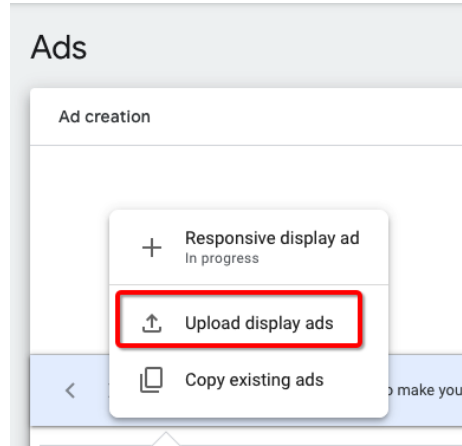 Ads
Ad creation
Responsive display ad
In progress
Upload display ads
Copy existing ads
make you